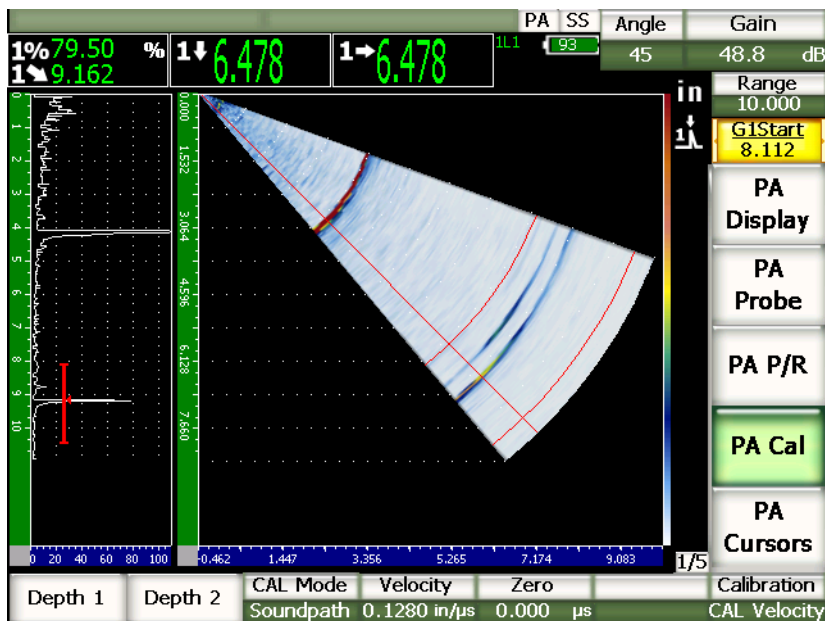 PA SS Angle Gain
1% 79.50 % 1⬇ 6.478 1➡ 6.478 1L1 93 45 48.8 dB
1⬊ 9.162
Range
10.000
in
G1Start
8.112
1
PA
Display
PA
Probe
PA P/R
PA Cal
PA
Cursors
0
1
2
3
4
5
6
7
8
9
10
0.000
1.532
3.064
4.596
6.128
7.660
0 20 40 60 80 100
-0.462 1.447 3.356 5.265 7.174 9.083
1/5
Depth 1 Depth 2 CAL Mode Velocity Zero Calibration
Soundpath 0.1280 in/µs 0.000 µs CAL Velocity